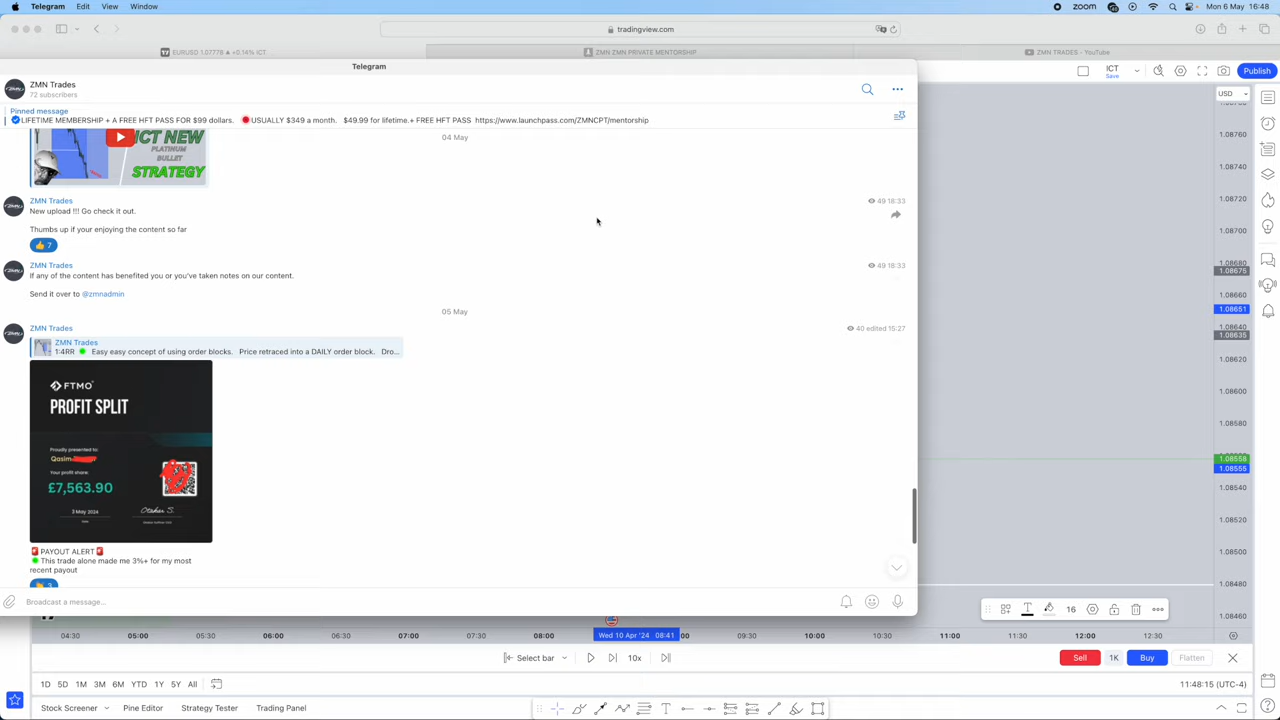 Telegram Edit View Window
zoom
Mon 6 May 16:48
tradingview.com
EURUSD 1.07778 ▲ +0.14% ICT
ZMN ZMN PRIVATE MENTORSHIP
ZMN TRADES - YouTube
Telegram
ICT
Save
Publish
ZMN Trades
72 subscribers
USD
Pinned message
LIFETIME MEMBERSHIP + A FREE HFT PASS FOR $99 dollars. 🔴USUALLY $349 a month. $49.99 for lifetime.+ FREE HFT PASS https://www.launchpass.com/ZMNCPT/mentorship
04 May
ICT NEW
PLATINUM
BULLET
STRATEGY
ZMN Trades
49 18:33
New upload !!! Go check it out.
Thumbs up if your enjoying the content so far
👍 7
ZMN Trades
49 18:33
If any of the content has benefited you or you've taken notes on our content.
Send it over to @zmnadmin
05 May
ZMN Trades
40 edited 15:27
ZMN Trades
1:4RR 🟢 Easy easy concept of using order blocks. Price retraced into a DAILY order block. Dro...
FTMO
PROFIT SPLIT
Proudly presented to:
Qasim
Your profit share:
£7,563.90
3 May 2024
🚨PAYOUT ALERT🚨
🟢This trade alone made me 3%+ for my most
recent payout
Broadcast a message...
1.08760
1.08740
1.08720
1.08700
1.08680
1.08675
1.08660
1.08651
1.08640
1.08635
1.08620
1.08600
1.08580
1.08558
1.08555
1.08540
1.08520
1.08500
1.08480
1.08460
16
04:30 05:00 05:30 06:00 06:30 07:00 07:30 08:00 Wed 10 Apr '24 08:41 :00 09:30 10:00 10:30 11:00 11:30 12:00 12:30
Select bar 10x
Sell 1K Buy Flatten
1D 5D 1M 3M 6M YTD 1Y 5Y All
11:48:15 (UTC-4)
Stock Screener Pine Editor Strategy Tester Trading Panel